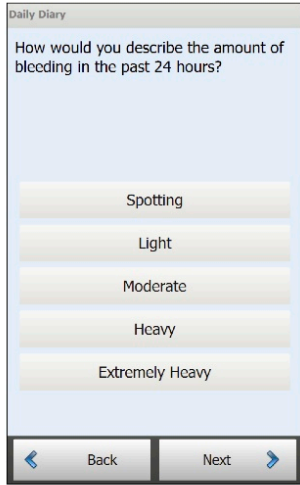 Daily Diary
How would you describe the amount of
bleeding in the past 24 hours?
Spotting
Light
Moderate
Heavy
Extremely Heavy
Back
Next